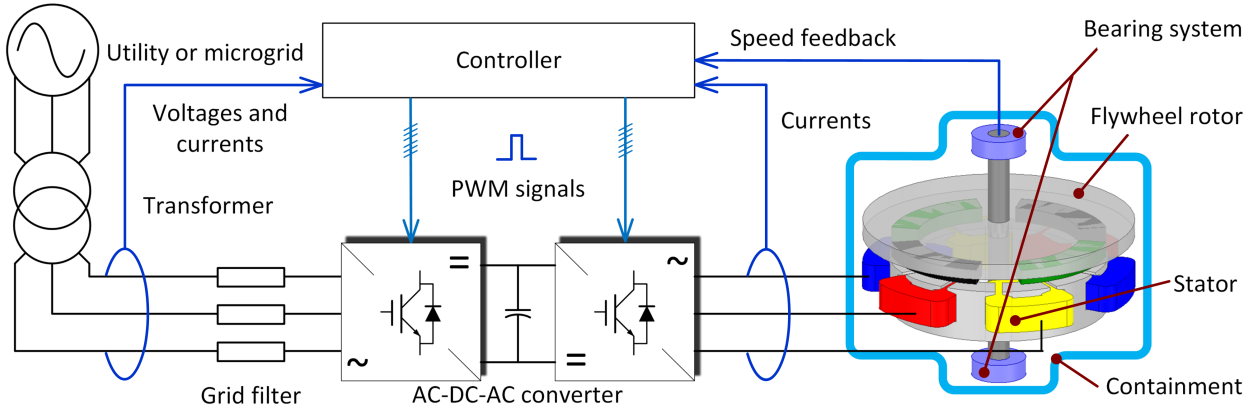 Utility or microgrid
Controller
Speed feedback
Bearing system
Voltages and
currents
Currents
Flywheel rotor
PWM signals
Transformer
=
~
Stator
~
=
Grid filter
AC-DC-AC converter
Containment